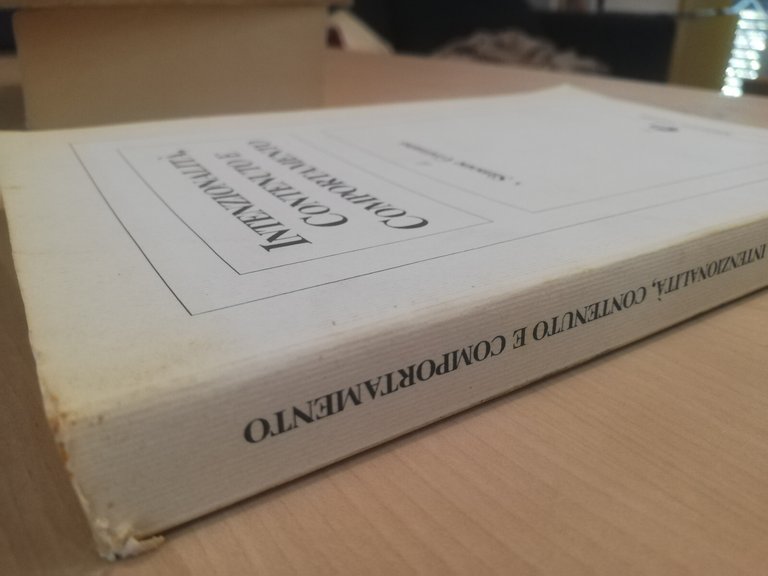 INTENZIONALITÀ,
CONTENUTO E
COMPORTAMENTO
INTENZIONALITÀ, CONTENUTO E COMPORTAMENTO